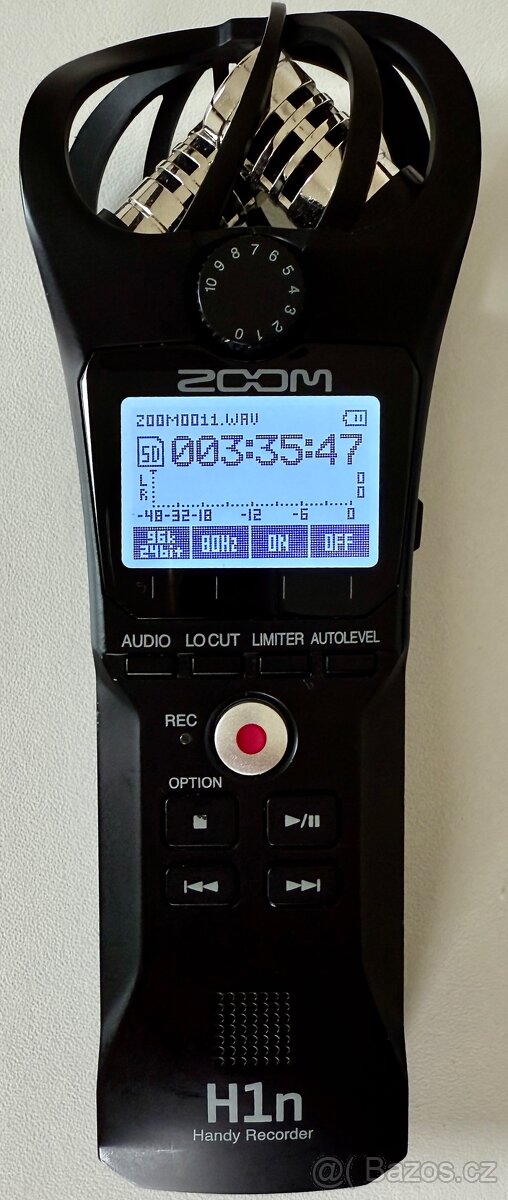 10 9 8 7 6 5 4 3 2 1 0
ZOOM
ZOOM0011.WAV
SD 003:35:47
L 0
R 0
-48-32-18 -12 -6 0
96k 80Hz ON OFF
24bit
AUDIO LO CUT LIMITER AUTOLEVEL
REC
OPTION
H1n
Handy Recorder
@( Bazos.cz